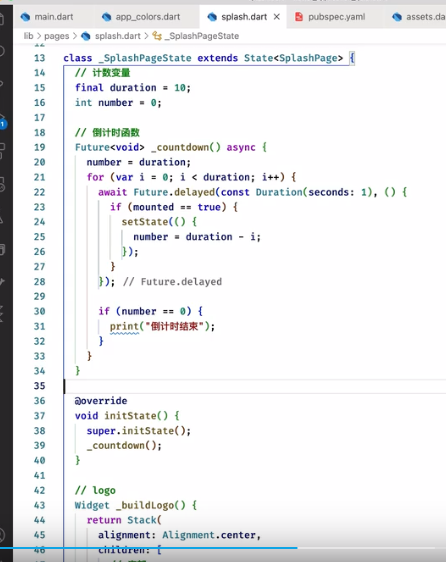 main.dart app_colors.dart splash.dart pubspec.yaml assets.dart
lib > pages > splash.dart > _SplashPageState
13 class _SplashPageState extends State<SplashPage> {
14 // 计数变量
15 final duration = 10;
16 int number = 0;
17
18 // 倒计时函数
19 Future<void> _countdown() async {
20 number = duration;
21 for (var i = 0; i < duration; i++) {
22 await Future.delayed(const Duration(seconds: 1), () {
23 if (mounted == true) {
24 setState(() {
25 number = duration - i;
26 });
27 }
28 }); // Future.delayed
29
30 if (number == 0) {
31 print("倒计时结束");
32 }
33 }
34 }
35
36 @override
37 void initState() {
38 super.initState();
39 _countdown();
40 }
41
42 // logo
43 Widget _buildLogo() {
44 return Stack(
45 alignment: Alignment.center,
46 children: [